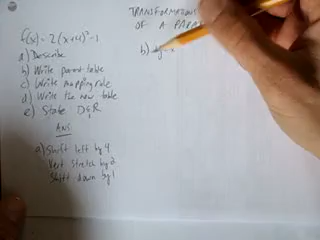 TRANSFORMATIONS
OF A PARA
f(x) = 2(x+4)²-1
a) Describe
b) Write parent table
c) Write mapping rule
d) Write the new table
e) State D & R
ANS
a) Shift left by 4
Vert stretch by 2
Shift down by 1
b) y=x